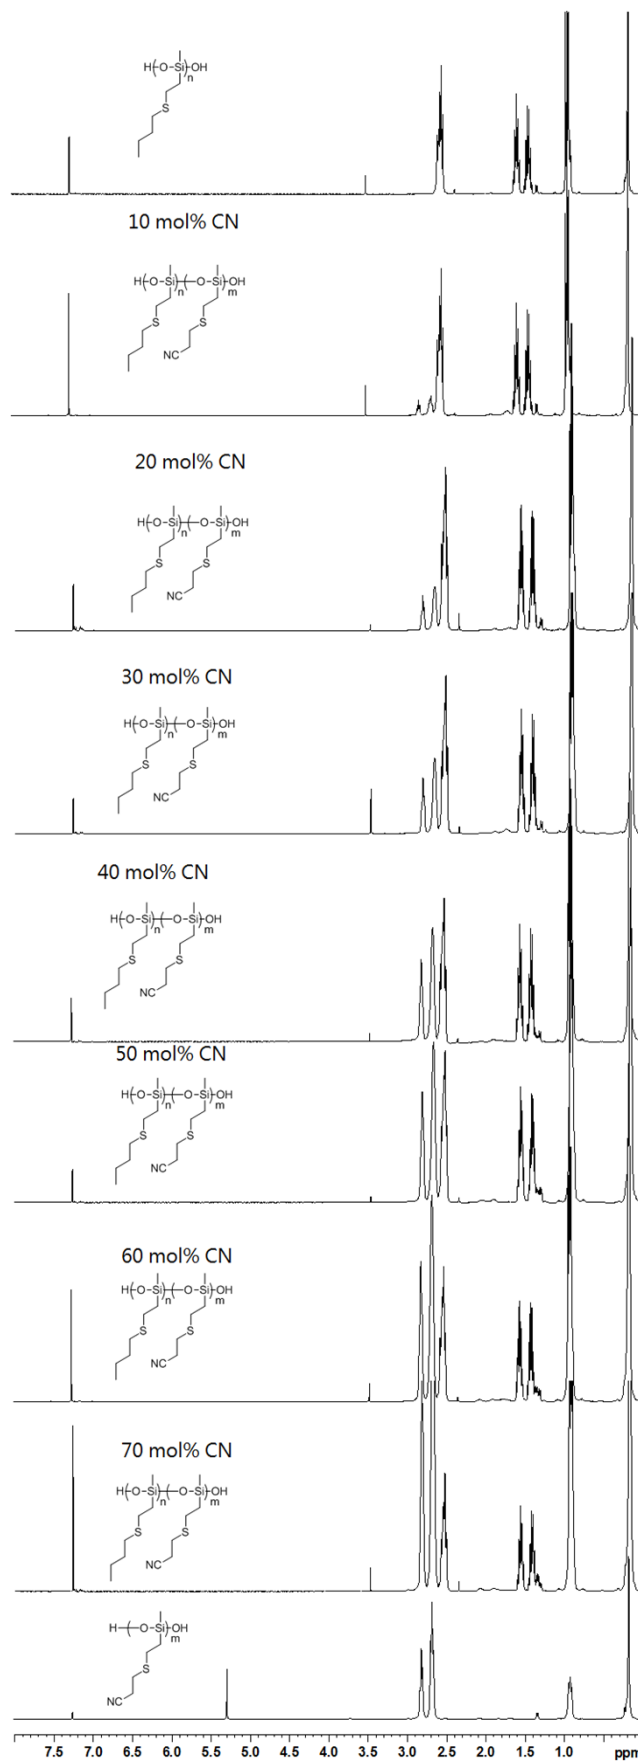 H(-O-Si)-OH
n
S
10 mol% CN
H(-O-Si)(-O-Si)-OH
n m
S S
NC
20 mol% CN
H(-O-Si)(-O-Si)-OH
n m
S S
NC
30 mol% CN
H(-O-Si)(-O-Si)-OH
n m
S S
NC
40 mol% CN
H(-O-Si)(-O-Si)-OH
n m
S S
NC
50 mol% CN
H(-O-Si)(-O-Si)-OH
n m
S S
NC
60 mol% CN
H(-O-Si)(-O-Si)-OH
n m
S S
NC
70 mol% CN
H(-O-Si)(-O-Si)-OH
n m
S S
NC
H-(-O-Si)-OH
m
S
NC
7.5 7.0 6.5 6.0 5.5 5.0 4.5 4.0 3.5 3.0 2.5 2.0 1.5 1.0 ppm